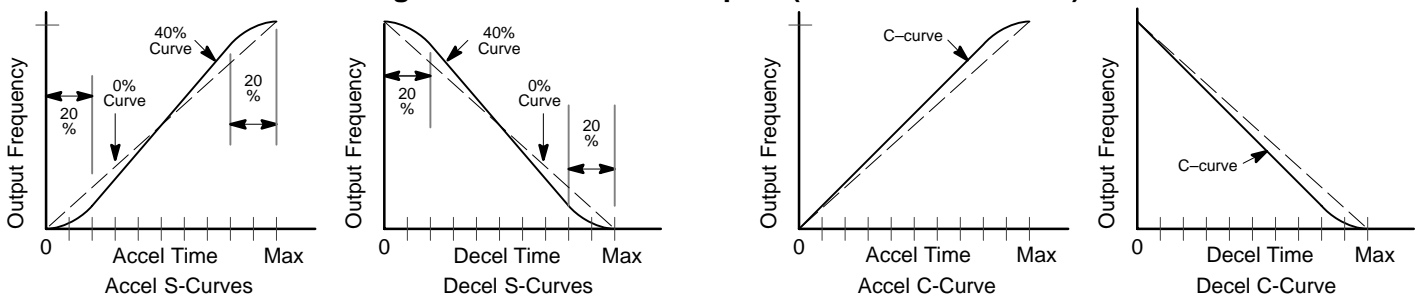 40%
Curve
0%
Curve
20
%
20
%
Output Frequency
0
Accel Time
Max
Accel S-Curves
40%
Curve
0%
Curve
20
%
20
%
Output Frequency
0
Decel Time
Max
Decel S-Curves
C–curve
Output Frequency
0
Accel Time
Max
Accel C-Curve
C–curve
Output Frequency
0
Decel Time
Max
Decel C-Curve